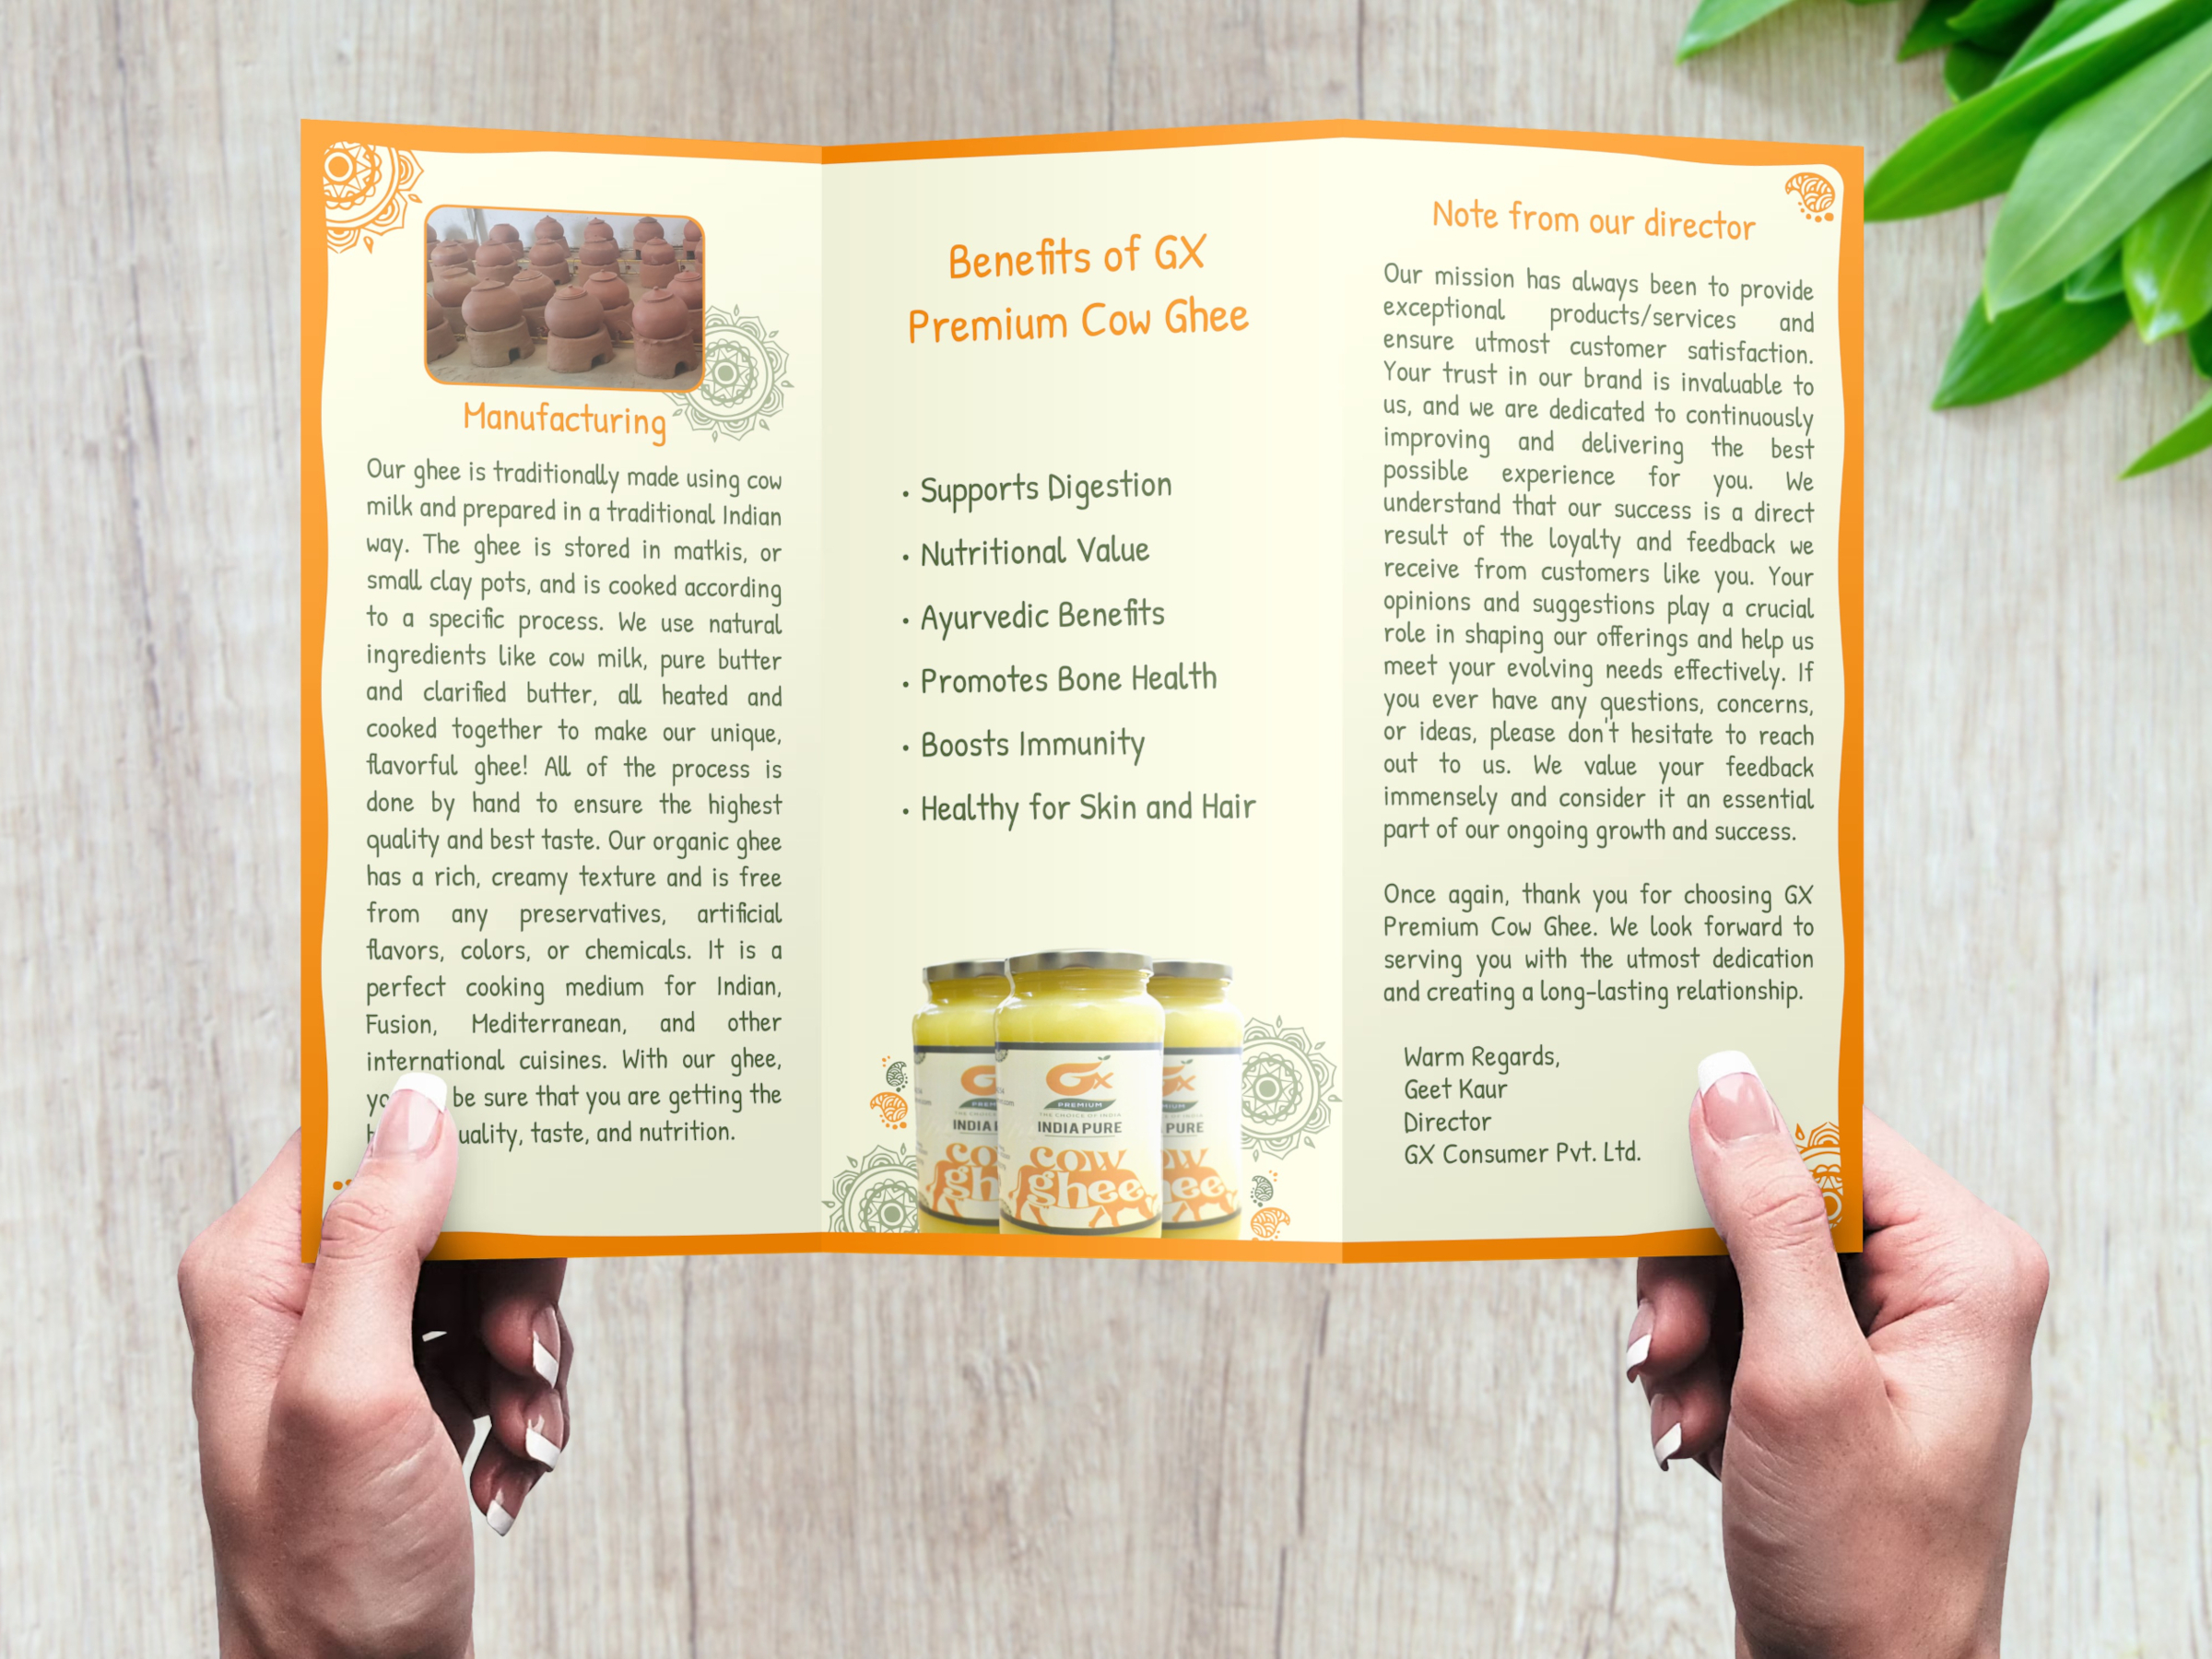 Manufacturing
Our ghee is traditionally made using cow
milk and prepared in a traditional Indian
way. The ghee is stored in matkis, or
small clay pots, and is cooked according
to a specific process. We use natural
ingredients like cow milk, pure butter
and clarified butter, all heated and
cooked together to make our unique,
flavorful ghee! All of the process is
done by hand to ensure the highest
quality and best taste. Our organic ghee
has a rich, creamy texture and is free
from any preservatives, artificial
flavors, colors, or chemicals. It is a
perfect cooking medium for Indian,
Fusion, Mediterranean, and other
international cuisines. With our ghee,
be sure that you are getting the
taste, and nutrition.
Benefits of GX
Premium Cow Ghee
• Supports Digestion
• Nutritional Value
• Ayurvedic Benefits
• Promotes Bone Health
• Boosts Immunity
• Healthy for Skin and Hair
Gx
PREMIUM
THE CHOICE OF INDIA
INDIA PURE
cow
ghee
Note from our director
Our mission has always been to provide
exceptional products/services and
ensure utmost customer satisfaction.
Your trust in our brand is invaluable to
us, and we are dedicated to continuously
improving and delivering the best
possible experience for you. We
understand that our success is a direct
result of the loyalty and feedback we
receive from customers like you. Your
opinions and suggestions play a crucial
role in shaping our offerings and help us
meet your evolving needs effectively. If
you ever have any questions, concerns,
or ideas, please don't hesitate to reach
out to us. We value your feedback
immensely and consider it an essential
part of our ongoing growth and success.
Once again, thank you for choosing GX
Premium Cow Ghee. We look forward to
serving you with the utmost dedication
and creating a long-lasting relationship.
Warm Regards,
Geet Kaur
Director
GX Consumer Pvt. Ltd.